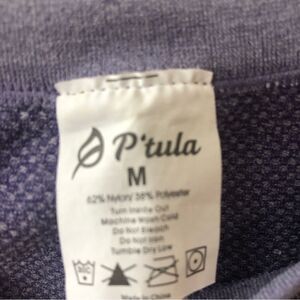 P'tula
M
62% Nylon/ 38% Polyester
Turn Inside Out
Machine Wash Cold
Do Not Bleach
Do Not Iron
Tumble Dry Low
Made In China